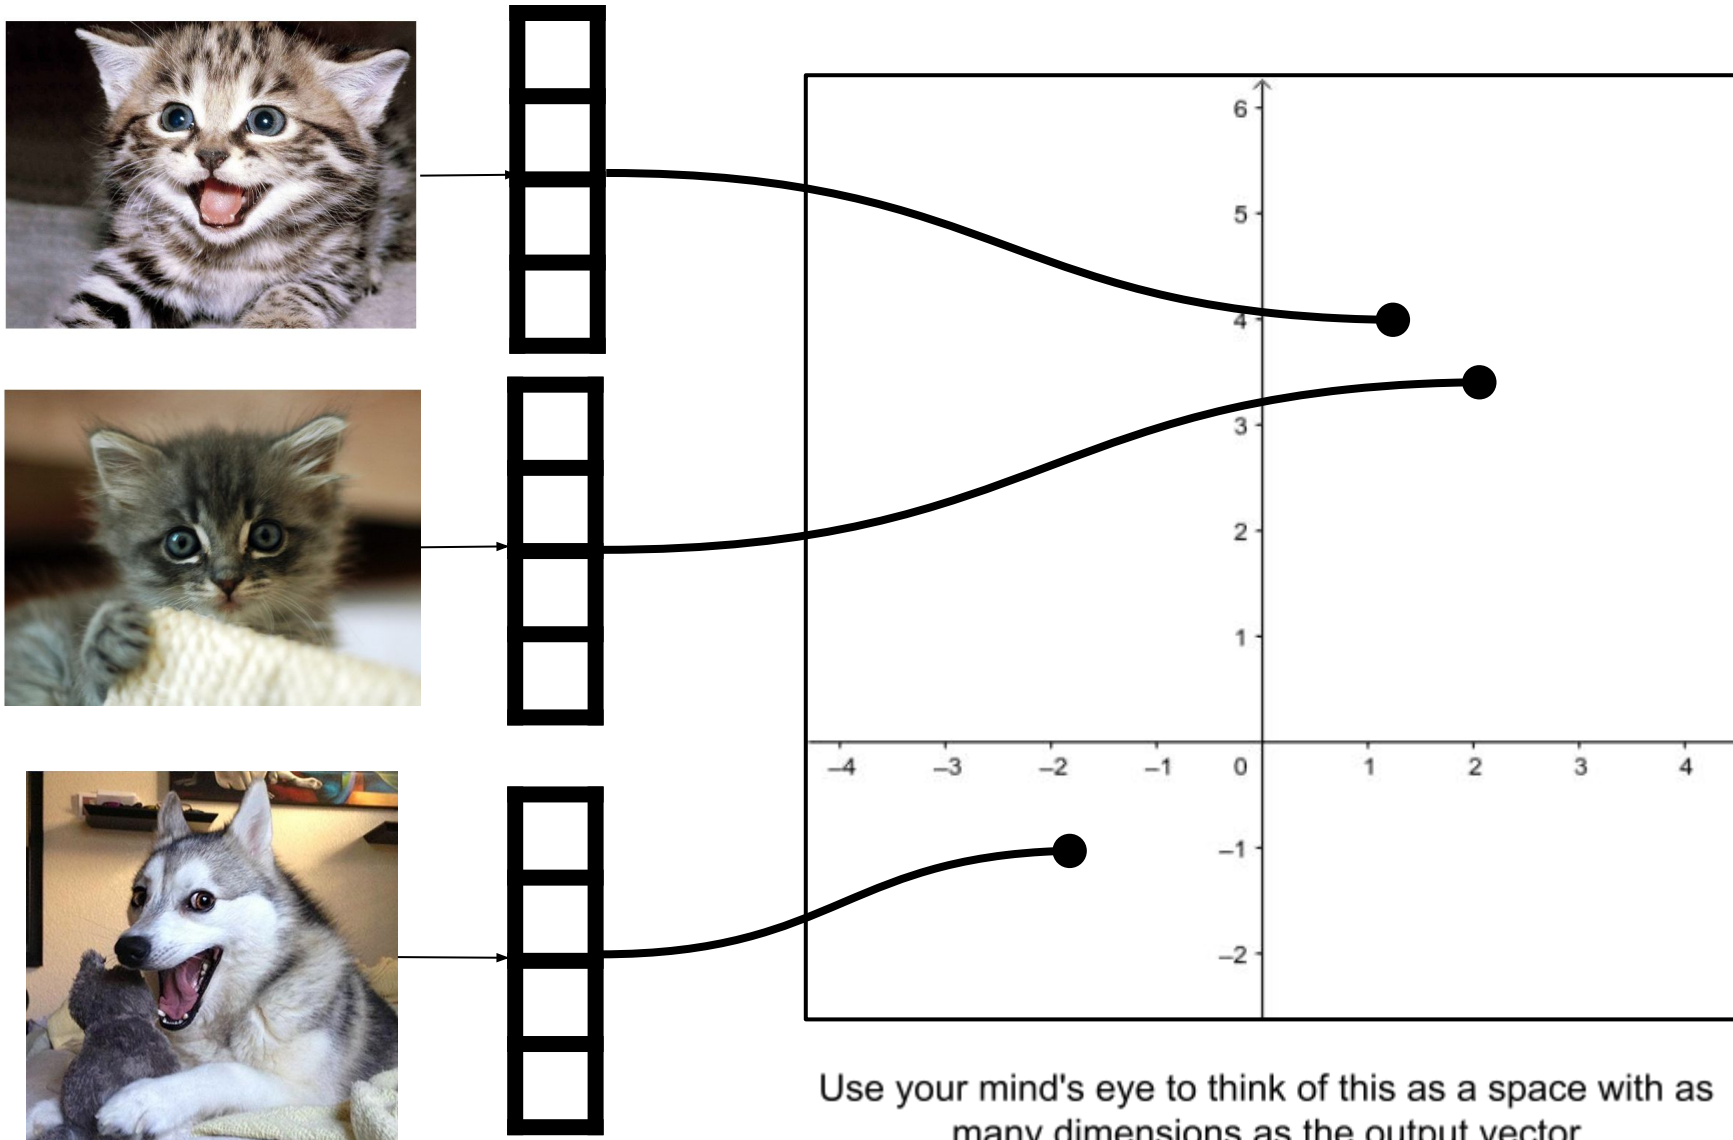 6
5
4
3
2
1
–4 –3 –2 –1 0 1 2 3 4
–1
–2
Use your mind's eye to think of this as a space with as
many dimensions as the output vector